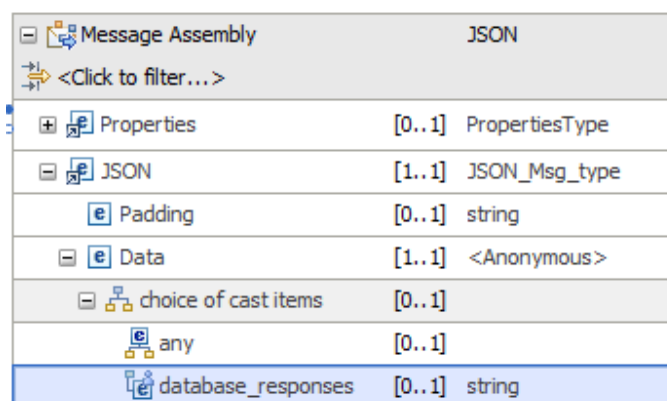 Message Assembly JSON
<Click to filter...>
Properties [0..1] PropertiesType
JSON [1..1] JSON_Msg_type
e Padding [0..1] string
e Data [1..1] <Anonymous>
choice of cast items [0..1]
any [0..1]
database_responses [0..1] string